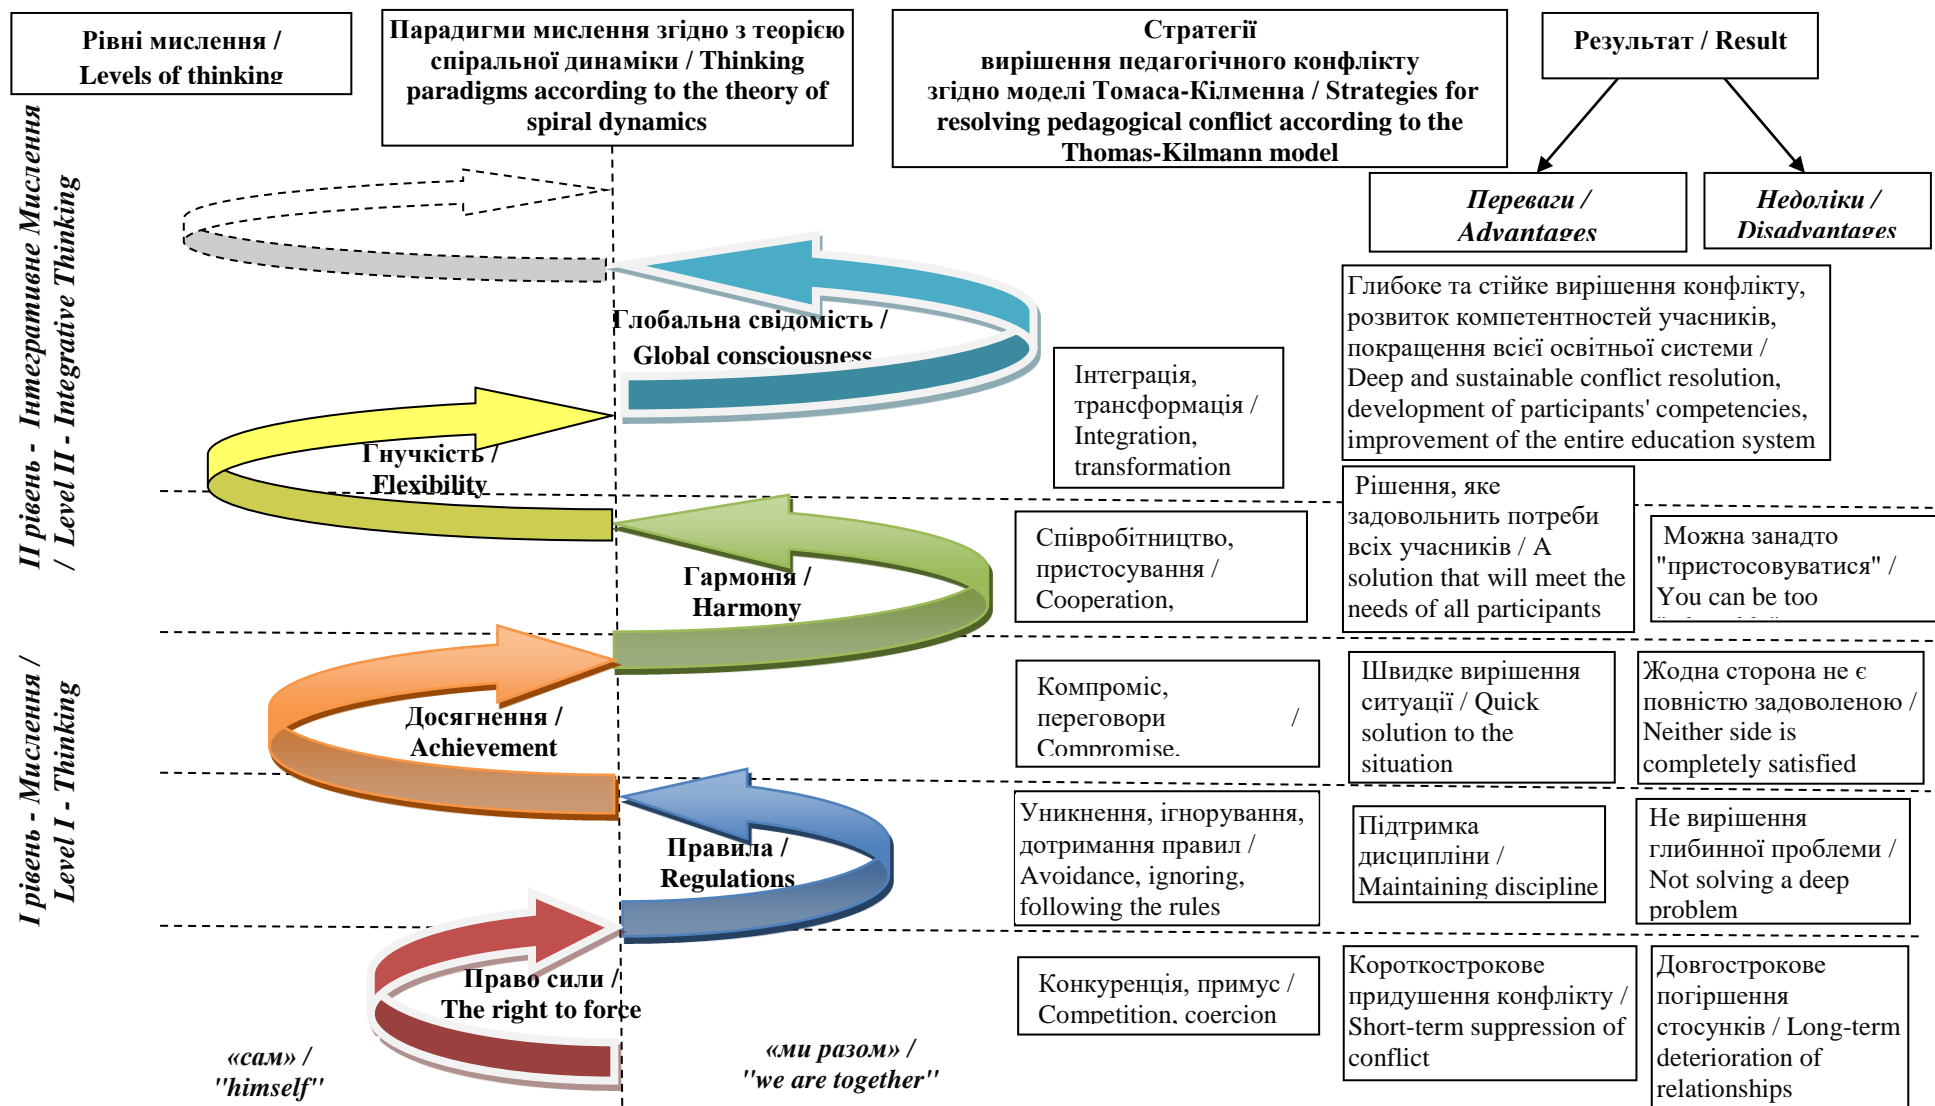 Рівні мислення /
Levels of thinking
Парадигми мислення згідно з теорією
спіральної динаміки / Thinking
paradigms according to the theory of
spiral dynamics
Стратегії
вирішення педагогічного конфлікту
згідно моделі Томаса-Кілменна / Strategies for
resolving pedagogical conflict according to the
Thomas-Kilmann model
Результат / Result
Переваги /
Advantages
Недоліки /
Disadvantages
ІІ рівень - Інтегративне Мислення
/ Level II - Integrative Thinking
Глобальна свідомість /
Global consciousness
Інтеграція,
трансформація /
Integration,
transformation
Глибоке та стійке вирішення конфлікту,
розвиток компетентностей учасників,
покращення всієї освітньої системи /
Deep and sustainable conflict resolution,
development of participants' competencies,
improvement of the entire education system
Гнучкість /
Flexibility
Гармонія /
Harmony
Співробітництво,
пристосування /
Cooperation,
Рішення, яке
задовольнить потреби
всіх учасників / A
solution that will meet the
needs of all participants
Можна занадто
"пристосовуватися" /
You can be too
І рівень - Мислення /
Level I - Thinking
Досягнення /
Achievement
Компроміс,
переговори /
Compromise,
Швидке вирішення
ситуації / Quick
solution to the
situation
Жодна сторона не є
повністю задоволеною /
Neither side is
completely satisfied
Правила /
Regulations
Уникнення, ігнорування,
дотримання правил /
Avoidance, ignoring,
following the rules
Підтримка
дисципліни /
Maintaining discipline
Не вирішення
глибинної проблеми /
Not solving a deep
problem
Право сили /
The right to force
Конкуренція, примус /
Competition, coercion
Короткострокове
придушення конфлікту /
Short-term suppression of
conflict
Довгострокове
погіршення
стосунків / Long-term
deterioration of
relationships
«сам» /
"himself"
«ми разом» /
"we are together"